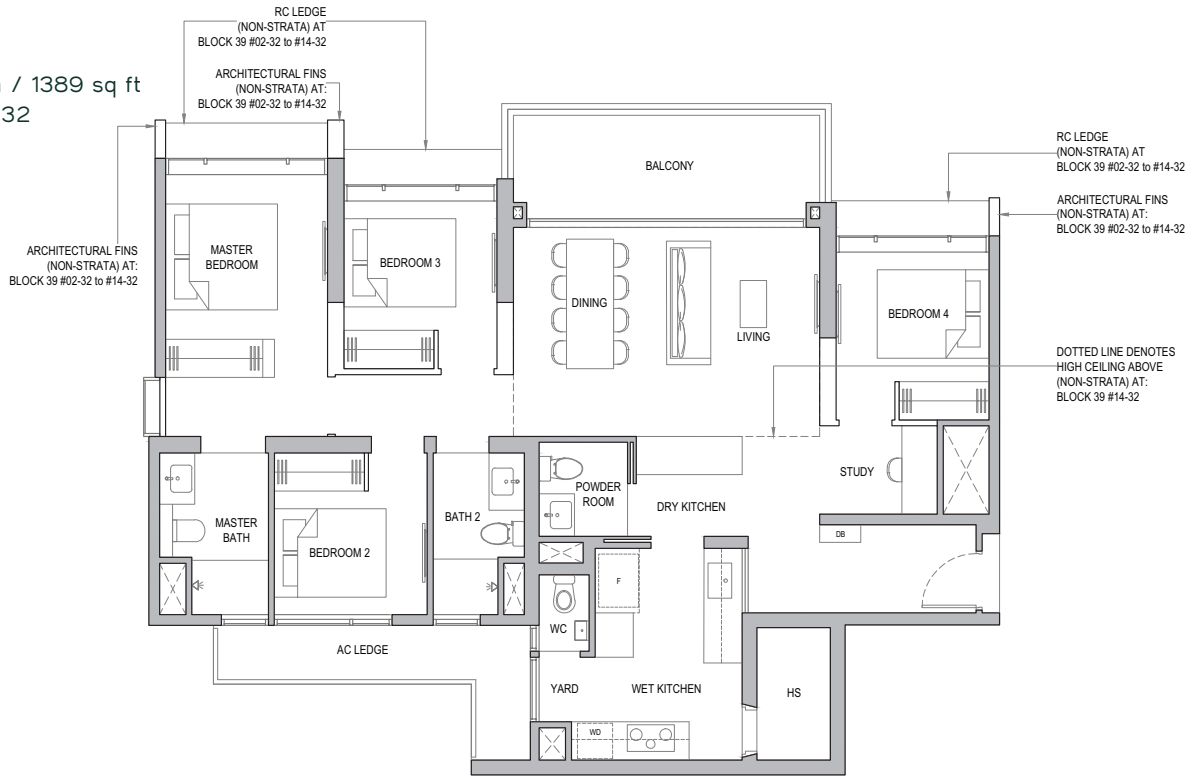 RC LEDGE
(NON-STRATA) AT
BLOCK 39 #02-32 to #14-32
/ 1389 sq ft
32
ARCHITECTURAL FINS
(NON-STRATA) AT:
BLOCK 39 #02-32 to #14-32
BALCONY
RC LEDGE
(NON-STRATA) AT
BLOCK 39 #02-32 to #14-32
ARCHITECTURAL FINS
(NON-STRATA) AT:
BLOCK 39 #02-32 to #14-32
ARCHITECTURAL FINS
(NON-STRATA) AT:
BLOCK 39 #02-32 to #14-32
MASTER
BEDROOM
BEDROOM 3
DINING
LIVING
BEDROOM 4
DOTTED LINE DENOTES
HIGH CEILING ABOVE
(NON-STRATA) AT:
BLOCK 39 #14-32
STUDY
POWDER
ROOM
DRY KITCHEN
MASTER
BATH
BATH 2
BEDROOM 2
DB
F
WC
AC LEDGE
YARD
WET KITCHEN
HS
WD